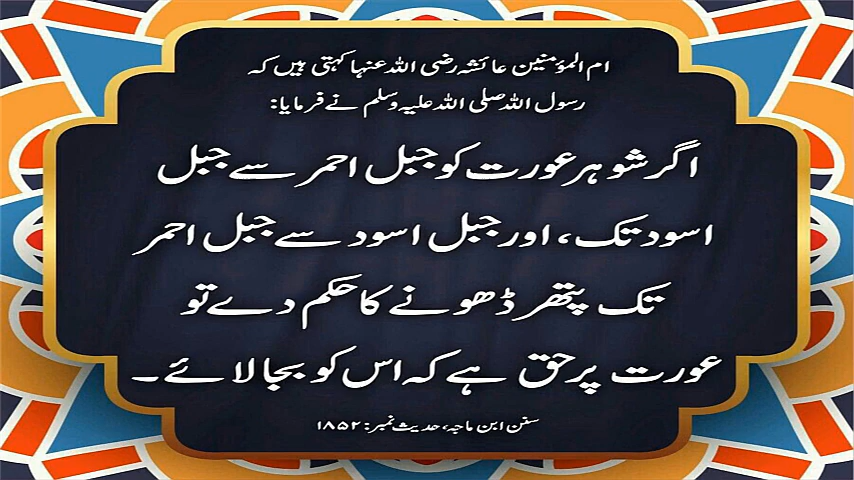 ام المؤمنین عائشہ رضی اللہ عنہا کہتی ہیں کہ
رسول اللہ صلی اللہ علیہ وسلم نے فرمایا:
اگر شوہر عورت کو جبل احمر سے جبل
اسود تک، اور جبل اسود سے جبل احمر
تک پتھر ڈھونے کا حکم دے تو
عورت پر حق ہے کہ اس کو بجا لائے۔
سنن ابن ماجہ، حدیث نمبر: ۱۸۵۲